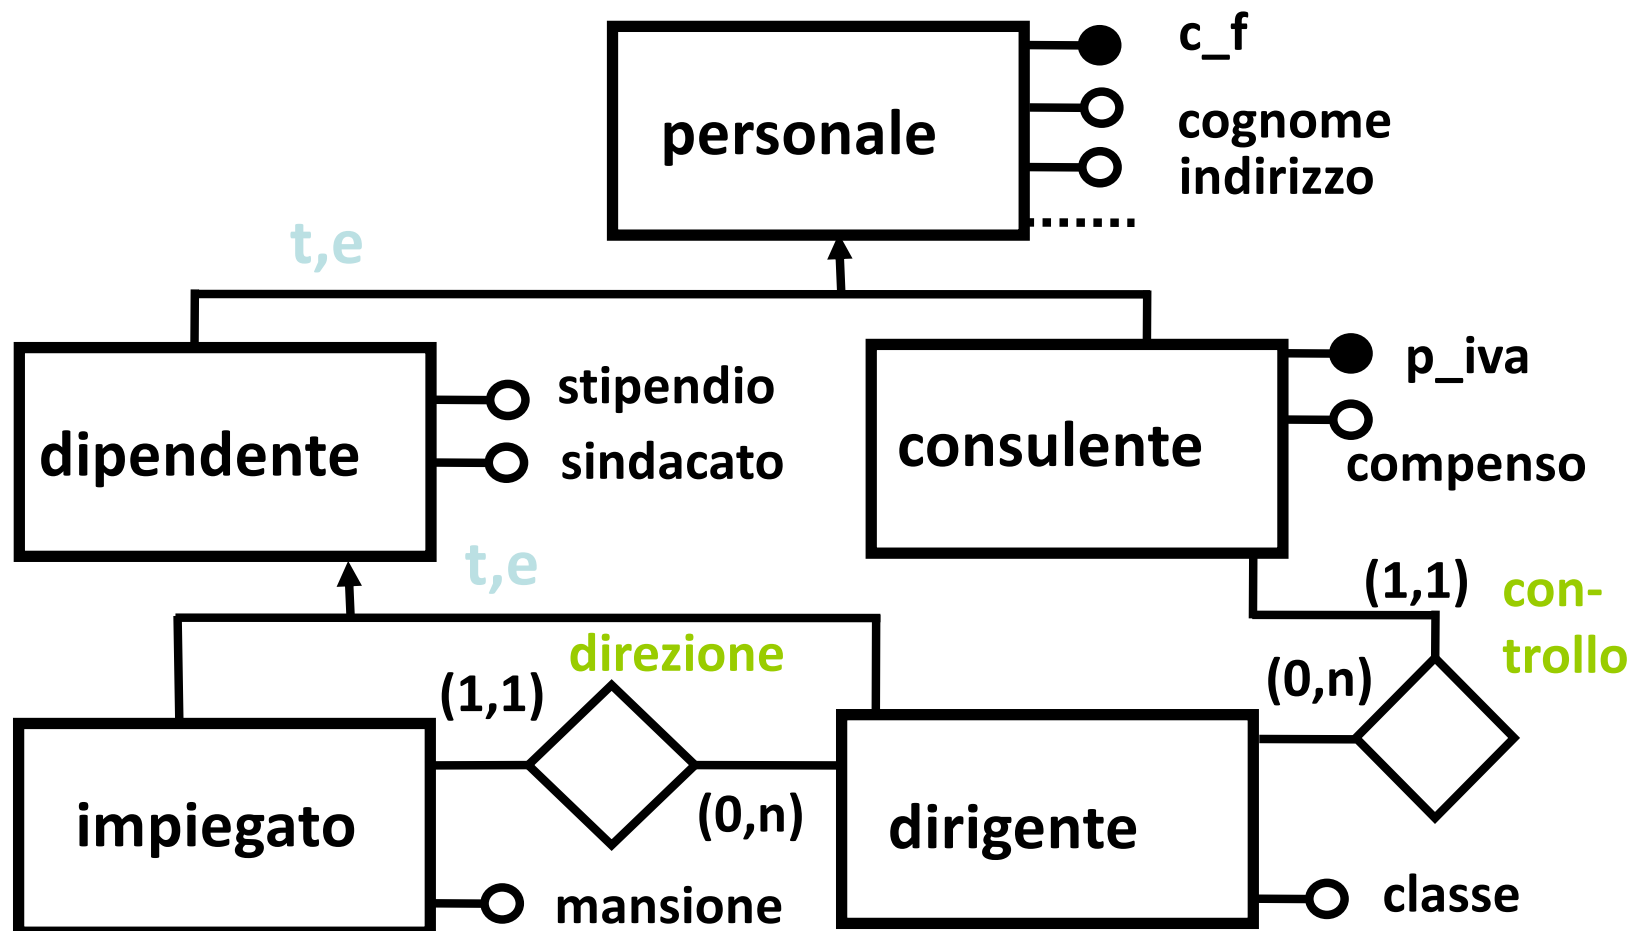 c_f
personale
cognome
indirizzo
t,e
stipendio
p_iva
dipendente
sindacato
consulente
compenso
t,e
(1,1)
con-
trollo
direzione
(1,1)
(0,n)
(0,n)
impiegato
dirigente
mansione
classe